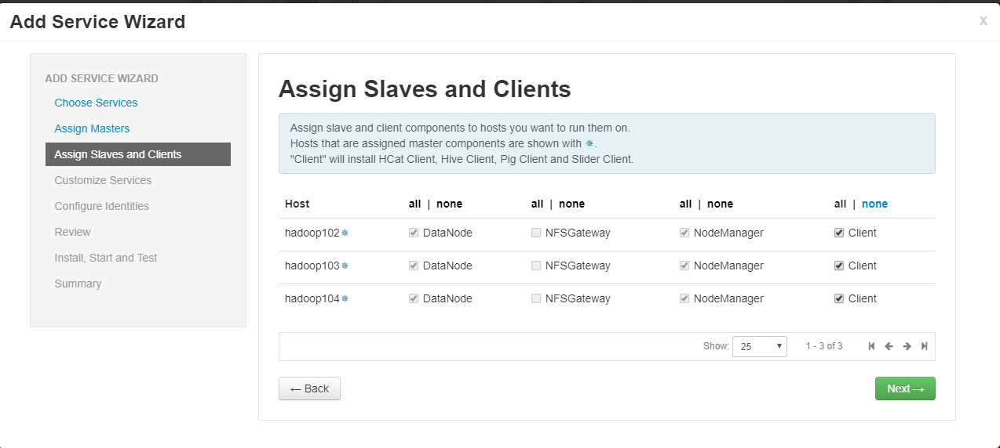 Add Service Wizard
x
ADD SERVICE WIZARD
Choose Services
Assign Masters
Assign Slaves and Clients
Customize Services
Configure Identities
Review
Install, Start and Test
Summary
Assign Slaves and Clients
Assign slave and client components to hosts you want to run them on.
Hosts that are assigned master components are shown with ✵.
"Client" will install HCat Client, Hive Client, Pig Client and Slider Client.
Host all | none all | none all | none all | none
hadoop102✵ DataNode NFSGateway NodeManager Client
hadoop103✵ DataNode NFSGateway NodeManager Client
hadoop104✵ DataNode NFSGateway NodeManager Client
Show: 25 1 - 3 of 3
← Back
Next →